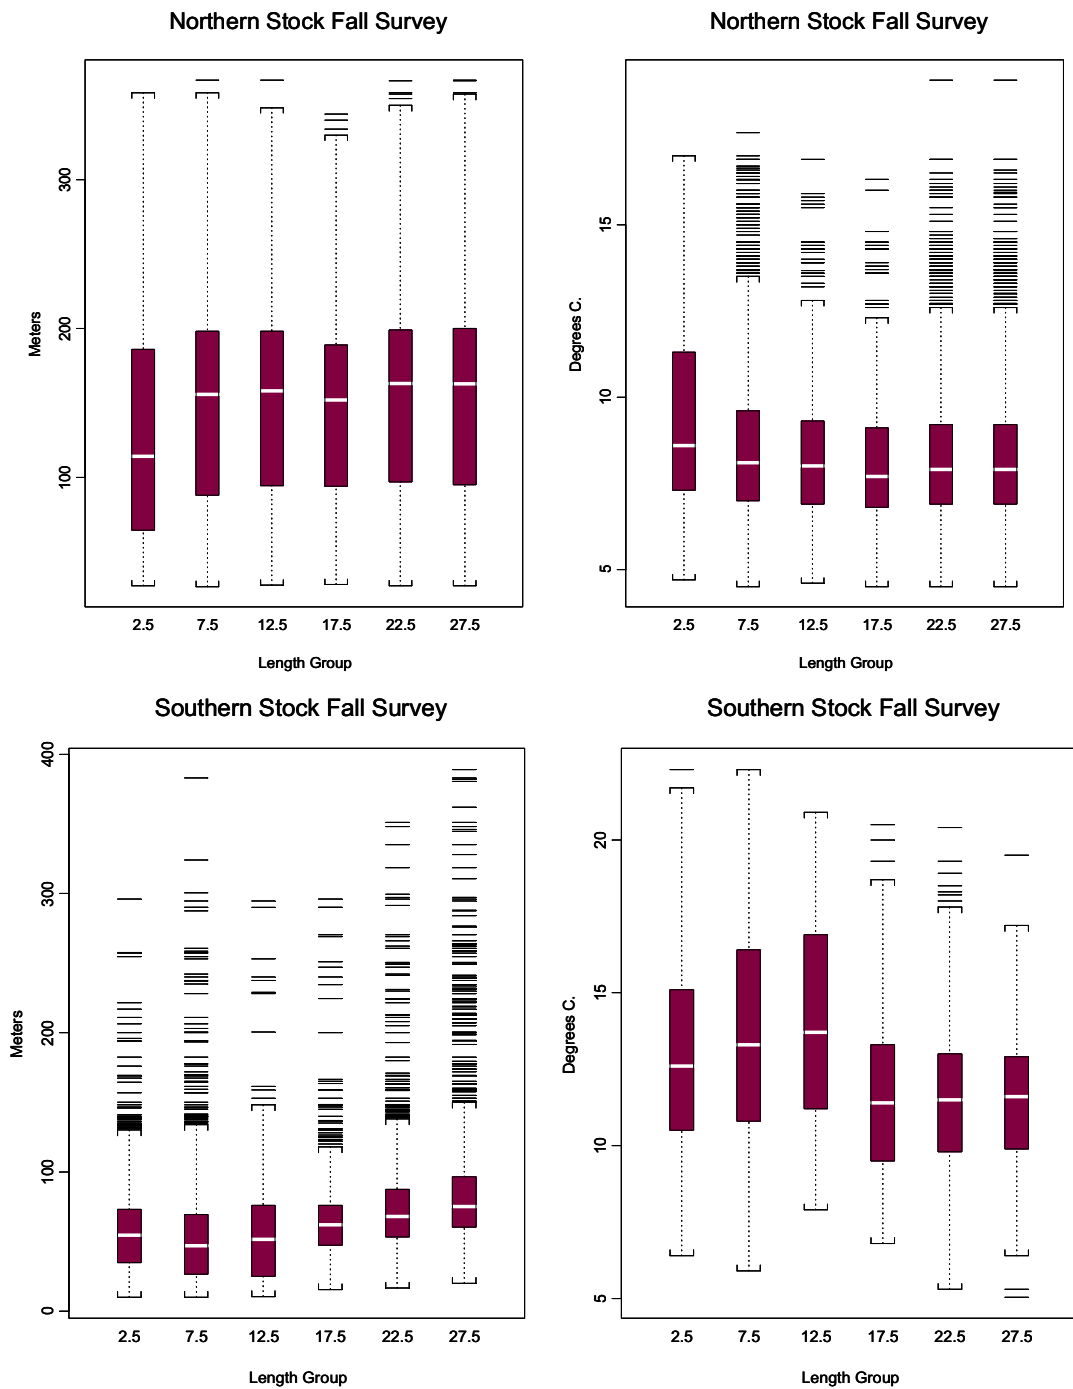 Northern Stock Fall Survey
Meters
300
200
100
2.5 7.5 12.5 17.5 22.5 27.5
Length Group
Northern Stock Fall Survey
Degrees C.
15
10
5
2.5 7.5 12.5 17.5 22.5 27.5
Length Group
Southern Stock Fall Survey
Meters
400
300
200
100
0
2.5 7.5 12.5 17.5 22.5 27.5
Length Group
Southern Stock Fall Survey
Degrees C.
20
15
10
5
2.5 7.5 12.5 17.5 22.5 27.5
Length Group